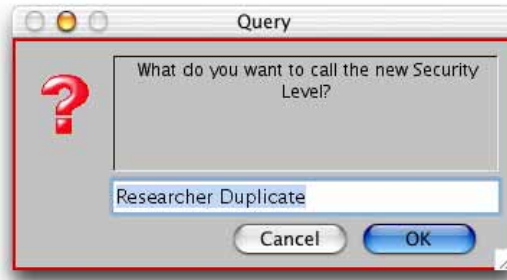 Query
What do you want to call the new Security
Level?
Researcher Duplicate
Cancel OK